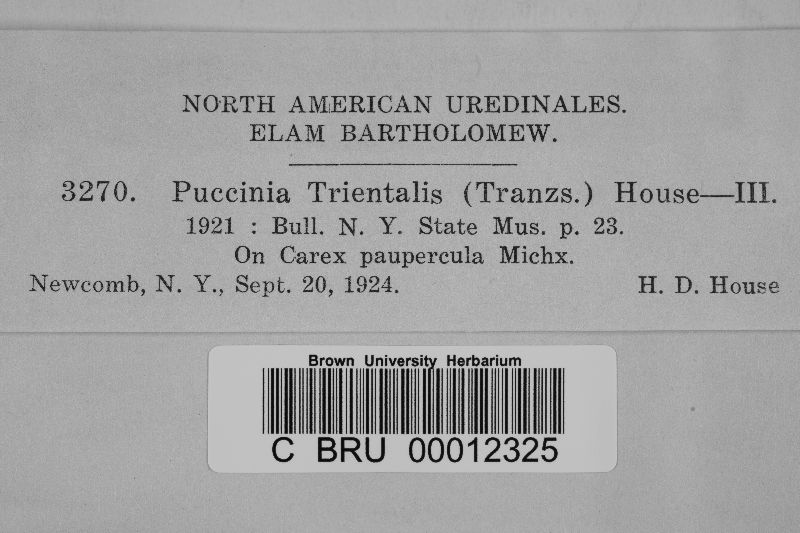 NORTH AMERICAN UREDINALES.
ELAM BARTHOLOMEW.
3270. Puccinia Trientalis (Tranzs.) House—III.
1921 : Bull. N. Y. State Mus. p. 23.
On Carex paupercula Michx.
Newcomb, N. Y., Sept. 20, 1924. H. D. House
Brown University Herbarium
C BRU 00012325